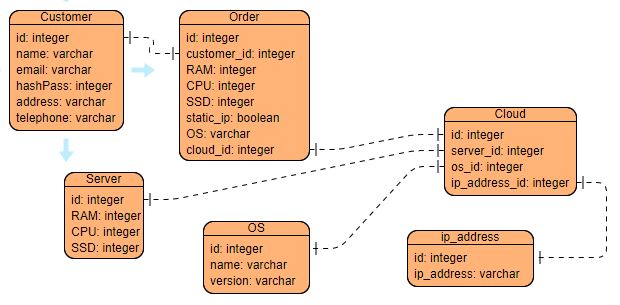 Customer
id: integer
name: varchar
email: varchar
hashPass: integer
address: varchar
telephone: varchar
Order
id: integer
customer_id: integer
RAM: integer
CPU: integer
SSD: integer
static_ip: boolean
OS: varchar
cloud_id: integer
Cloud
id: integer
server_id: integer
os_id: integer
ip_address_id: integer
Server
id: integer
RAM: integer
CPU: integer
SSD: integer
OS
id: integer
name: varchar
version: varchar
ip_address
id: integer
ip_address: varchar